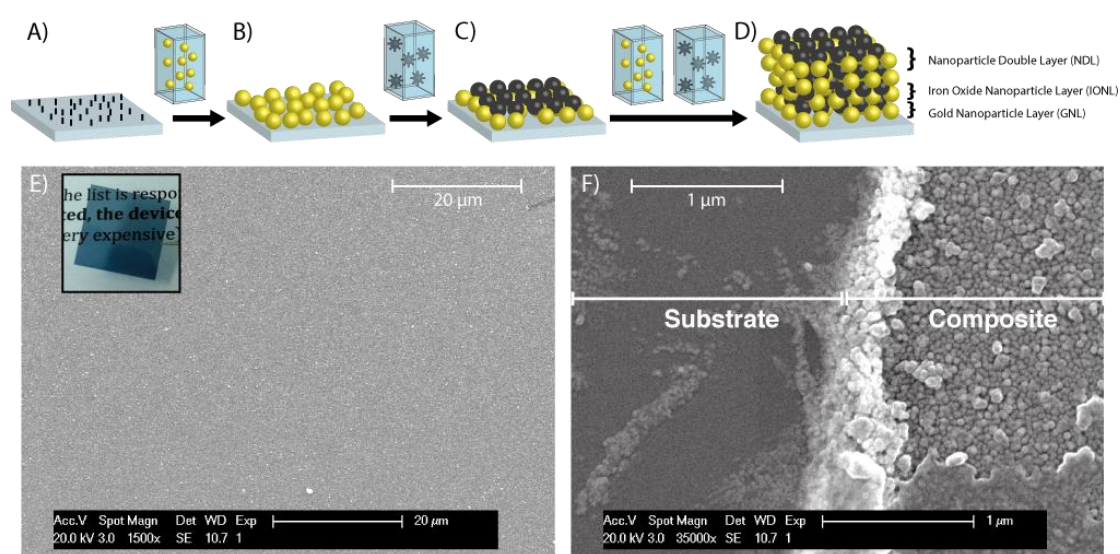 A)
B)
C)
D)
Nanoparticle Double Layer (NDL)
Iron Oxide Nanoparticle Layer (IONL)
Gold Nanoparticle Layer (GNL)
E)
he list is respo
ted, the device
ery expensive
20 µm
F)
1 µm
Substrate
Composite
Acc.V Spot Magn Det WD Exp 20 µm
20.0 kV 3.0 1500x SE 10.7 1
Acc.V Spot Magn Det WD Exp 1 µm
20.0 kV 3.0 35000x SE 10.7 1